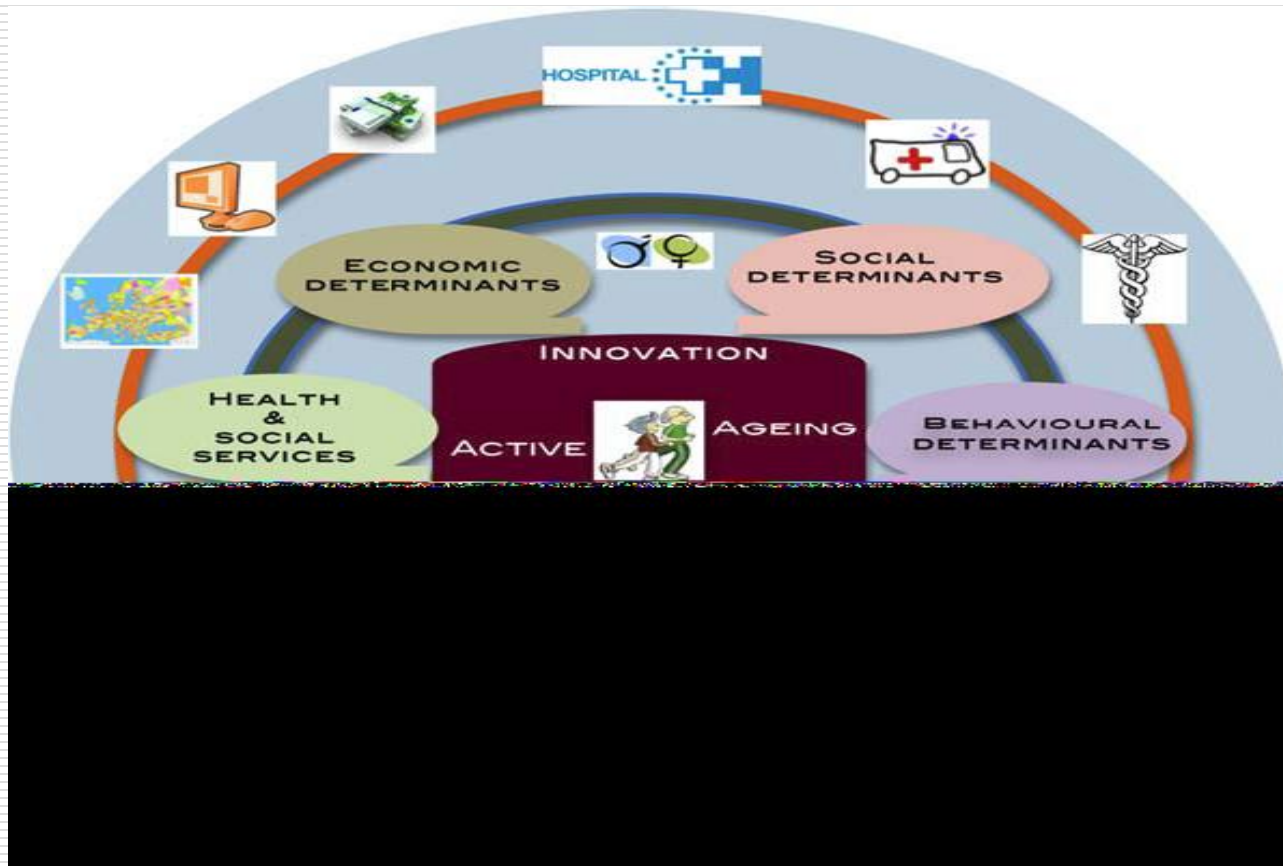 HOSPITAL
ECONOMIC
DETERMINANTS
SOCIAL
DETERMINANTS
INNOVATION
HEALTH
&
SOCIAL
SERVICES
ACTIVE
AGEING
BEHAVIOURAL
DETERMINANTS